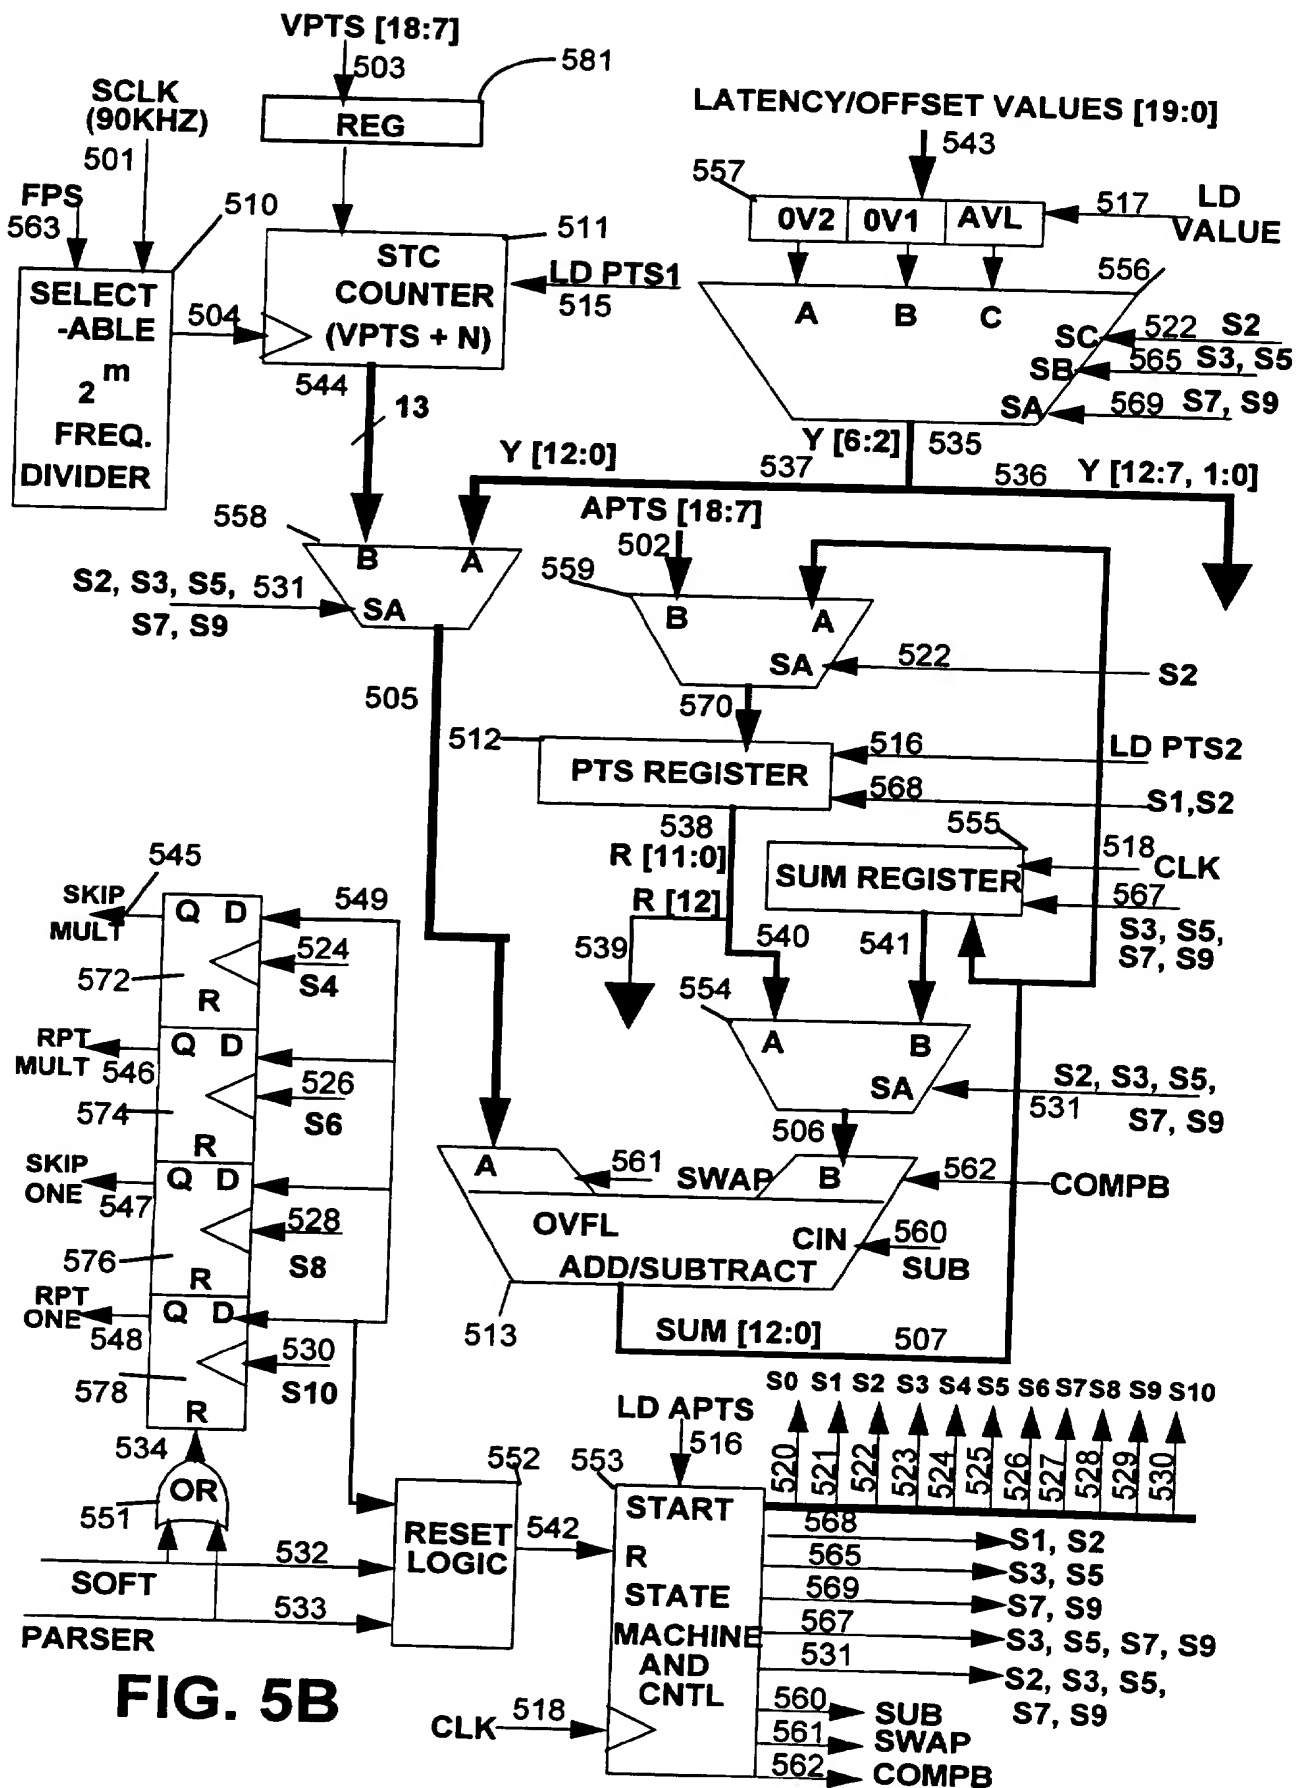 VPTS [18:7]
503
581
SCLK
(90KHZ)
REG
LATENCY/OFFSET VALUES [19:0]
501
543
557
FPS
563
510
0V2 0V1 AVL
517
LD
VALUE
511
STC
COUNTER
(VPTS + N)
LD PTS1
515
556
SELECT
-ABLE
m
2
FREQ.
DIVIDER
504
A B C
SC
522 S2
SB
565 S3, S5
SA
569 S7, S9
544
13
Y [6:2]
535
Y [12:0]
537
536
Y [12:7, 1:0]
APTS [18:7]
502
558
B A
559
S2, S3, S5,
531
SA
S7, S9
B A
SA
522
S2
505
570
512
PTS REGISTER
516
LD PTS2
568
S1,S2
538
555
R [11:0]
518
CLK
SUM REGISTER
567
S3, S5,
S7, S9
R [12]
539
540
541
545
SKIP
MULT
Q D
549
524
S4
572
R
554
A B
SA
S2, S3, S5,
531
S7, S9
RPT
MULT
546
Q D
526
S6
574
R
506
SKIP
ONE
547
Q D
528
S8
576
R
A
561
SWAP
B
562
COMPB
OVFL
CIN
560
SUB
ADD/SUBTRACT
RPT
ONE
548
Q D
530
S10
578
R
513
SUM [12:0]
507
S0 S1 S2 S3 S4 S5 S6 S7 S8 S9 S10
520 521 522 523 524 525 526 527 528 529 530
LD APTS
516
534
OR
551
552
553
RESET
LOGIC
542
START
R
STATE
MACHINE
AND
CNTL
568
S1, S2
565
S3, S5
569
S7, S9
567
S3, S5, S7, S9
531
S2, S3, S5,
S7, S9
532
SOFT
533
PARSER
FIG. 5B
CLK
518
560
SUB
561
SWAP
562
COMPB